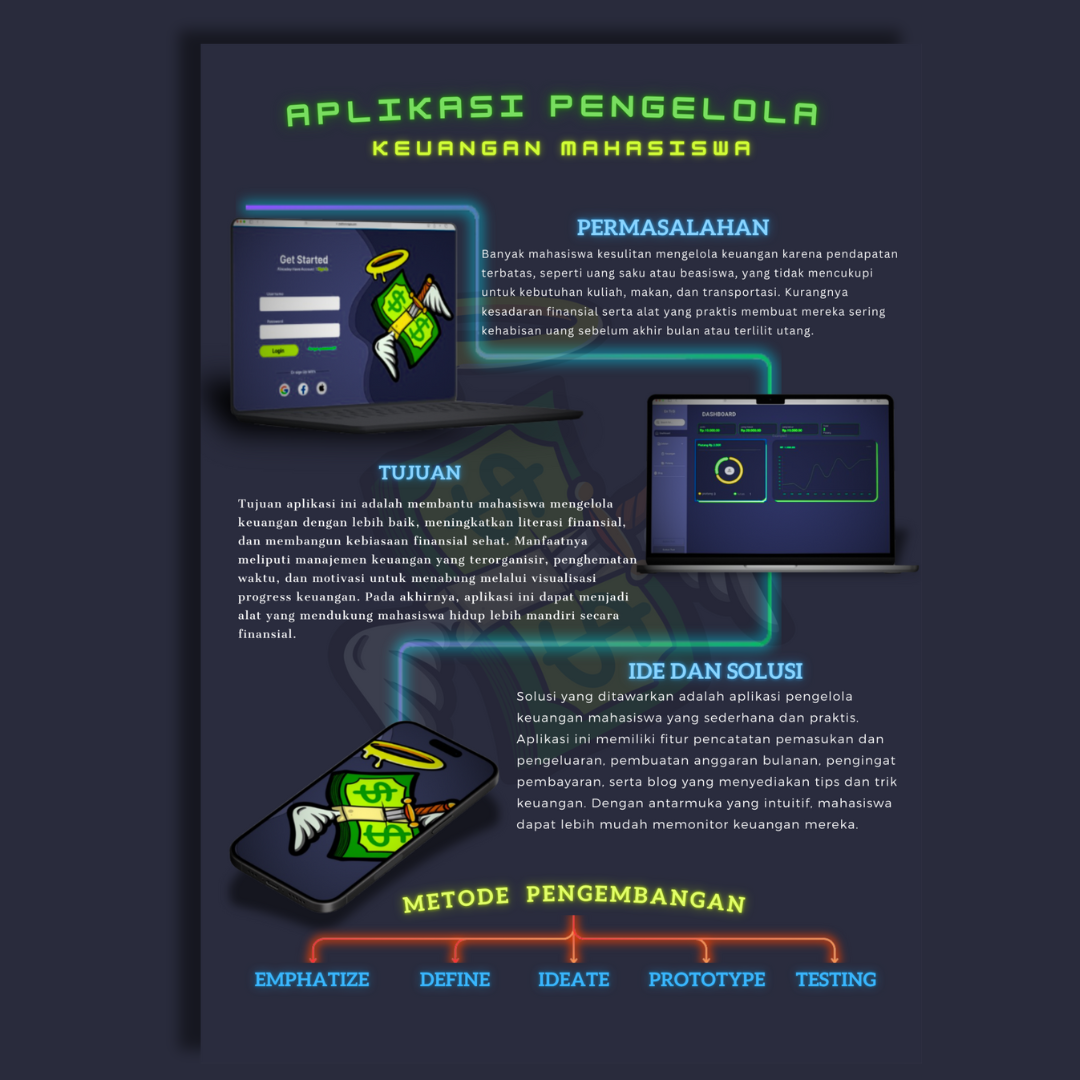 APLIKASI PENGELOLA
KEUANGAN MAHASISWA
PERMASALAHAN
Banyak mahasiswa kesulitan mengelola keuangan karena pendapatan
terbatas, seperti uang saku atau beasiswa, yang tidak mencukupi
untuk kebutuhan kuliah, makan, dan transportasi. Kurangnya
kesadaran finansial serta alat yang praktis membuat mereka sering
kehabisan uang sebelum akhir bulan atau terlilit utang.
Get Started
Login
DASHBOARD
TUJUAN
Tujuan aplikasi ini adalah membantu mahasiswa mengelola
keuangan dengan lebih baik, meningkatkan literasi finansial,
dan membangun kebiasaan finansial sehat. Manfaatnya
meliputi manajemen keuangan yang terorganisir, penghematan
waktu, dan motivasi untuk menabung melalui visualisasi
progress keuangan. Pada akhirnya, aplikasi ini dapat menjadi
alat yang mendukung mahasiswa hidup lebih mandiri secara
finansial.
IDE DAN SOLUSI
Solusi yang ditawarkan adalah aplikasi pengelola
keuangan mahasiswa yang sederhana dan praktis.
Aplikasi ini memiliki fitur pencatatan pemasukan dan
pengeluaran, pembuatan anggaran bulanan, pengingat
pembayaran, serta blog yang menyediakan tips dan trik
keuangan. Dengan antarmuka yang intuitif, mahasiswa
dapat lebih mudah memonitor keuangan mereka.
METODE PENGEMBANGAN
EMPHATIZE DEFINE IDEATE PROTOTYPE TESTING